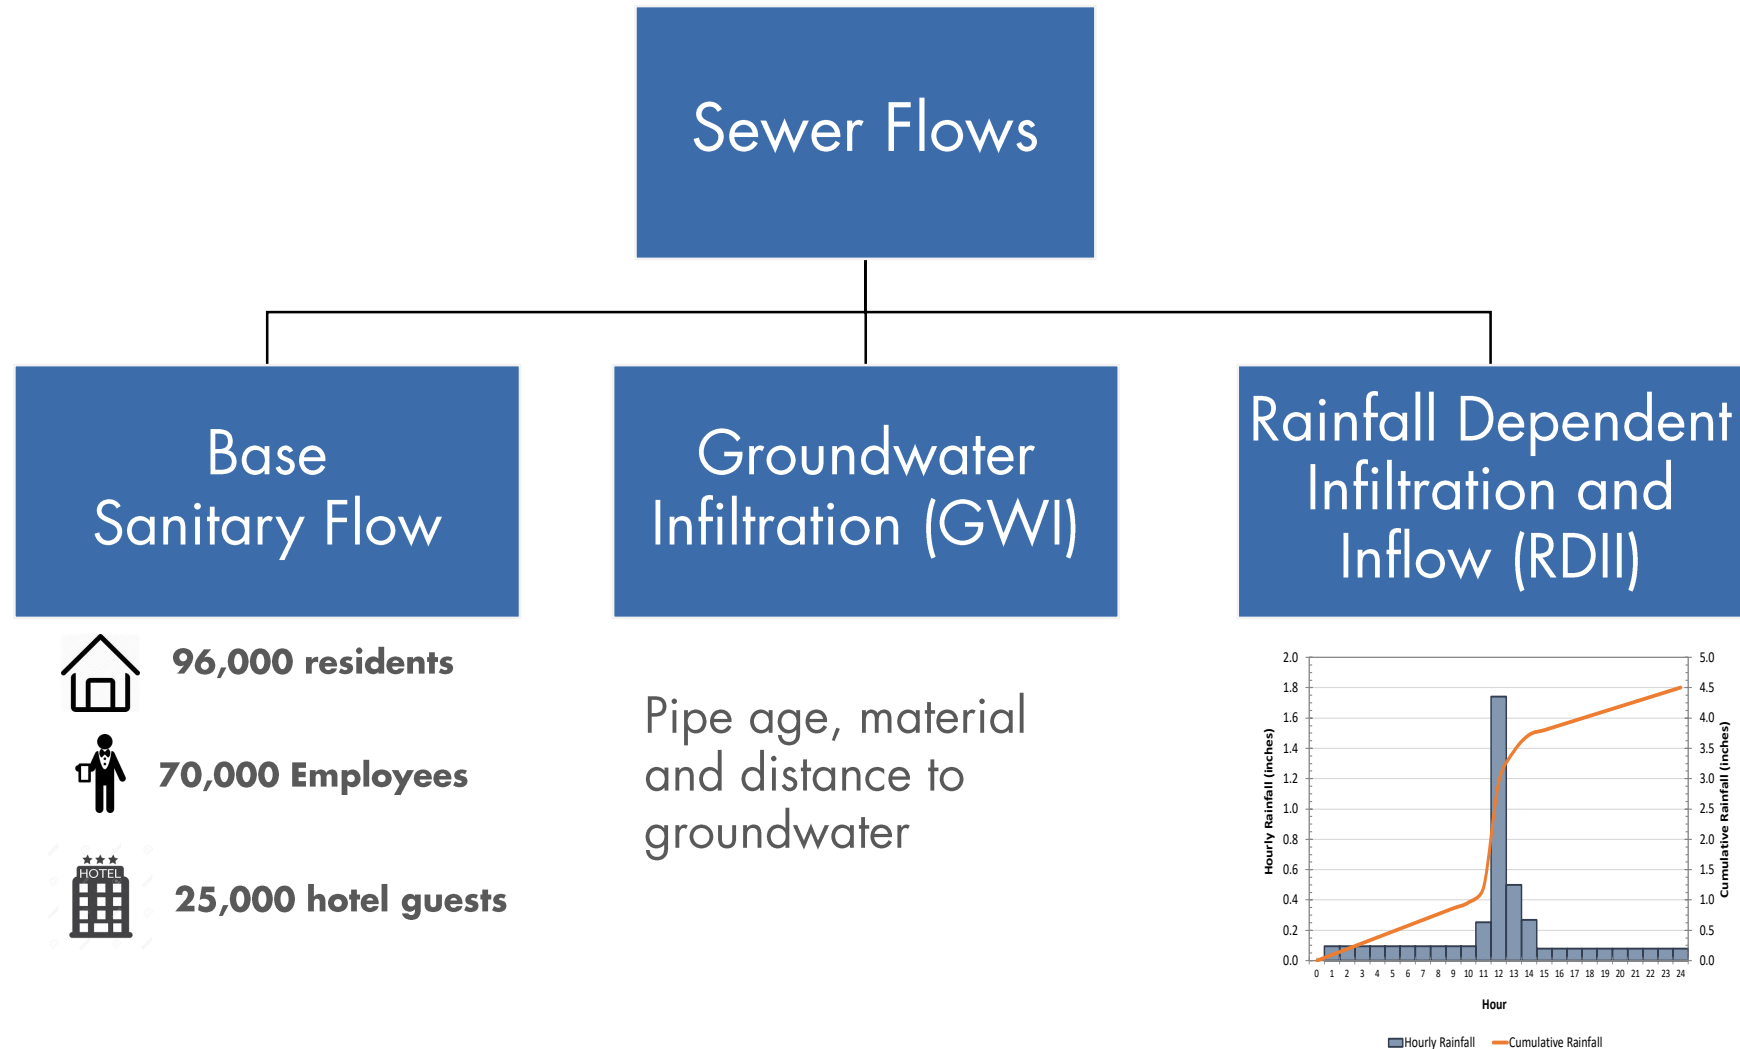 Sewer Flows
Base
Sanitary Flow
Groundwater
Infiltration (GWI)
Rainfall Dependent
Infiltration and
Inflow (RDII)
96,000 residents
70,000 Employees
HOTEL
25,000 hotel guests
Pipe age, material
and distance to
groundwater
Hourly Rainfall (inches)
2.0
1.8
1.6
1.4
1.2
1.0
0.8
0.6
0.4
0.2
0.0
5.0
4.5
4.0
3.5
3.0
2.5
2.0
1.5
1.0
0.5
0.0
Cumulative Rainfall (inches)
0 1 2 3 4 5 6 7 8 9 10 11 12 13 14 15 16 17 18 19 20 21 22 23 24
Hour
Hourly Rainfall Cumulative Rainfall